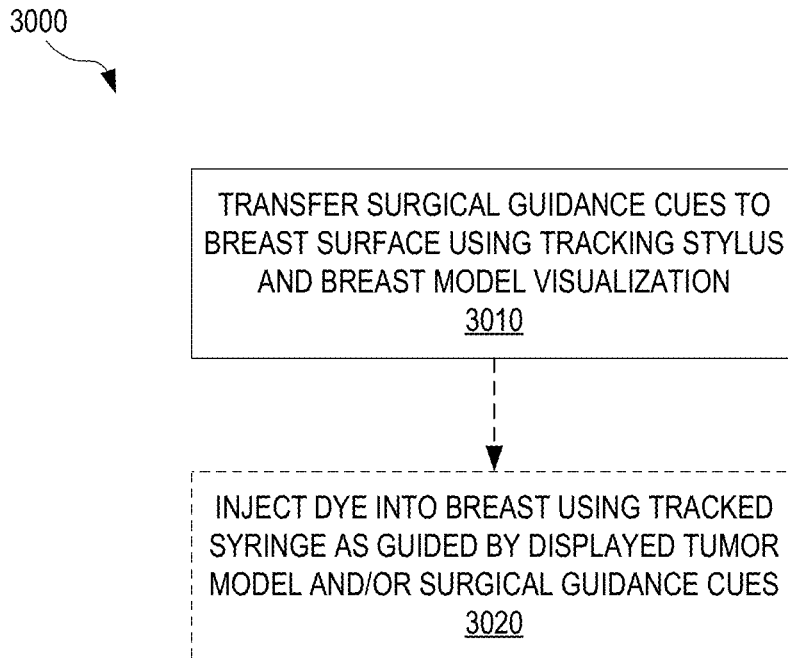 3000
TRANSFER SURGICAL GUIDANCE CUES TO
BREAST SURFACE USING TRACKING STYLUS
AND BREAST MODEL VISUALIZATION
3010
INJECT DYE INTO BREAST USING TRACKED
SYRINGE AS GUIDED BY DISPLAYED TUMOR
MODEL AND/OR SURGICAL GUIDANCE CUES
3020